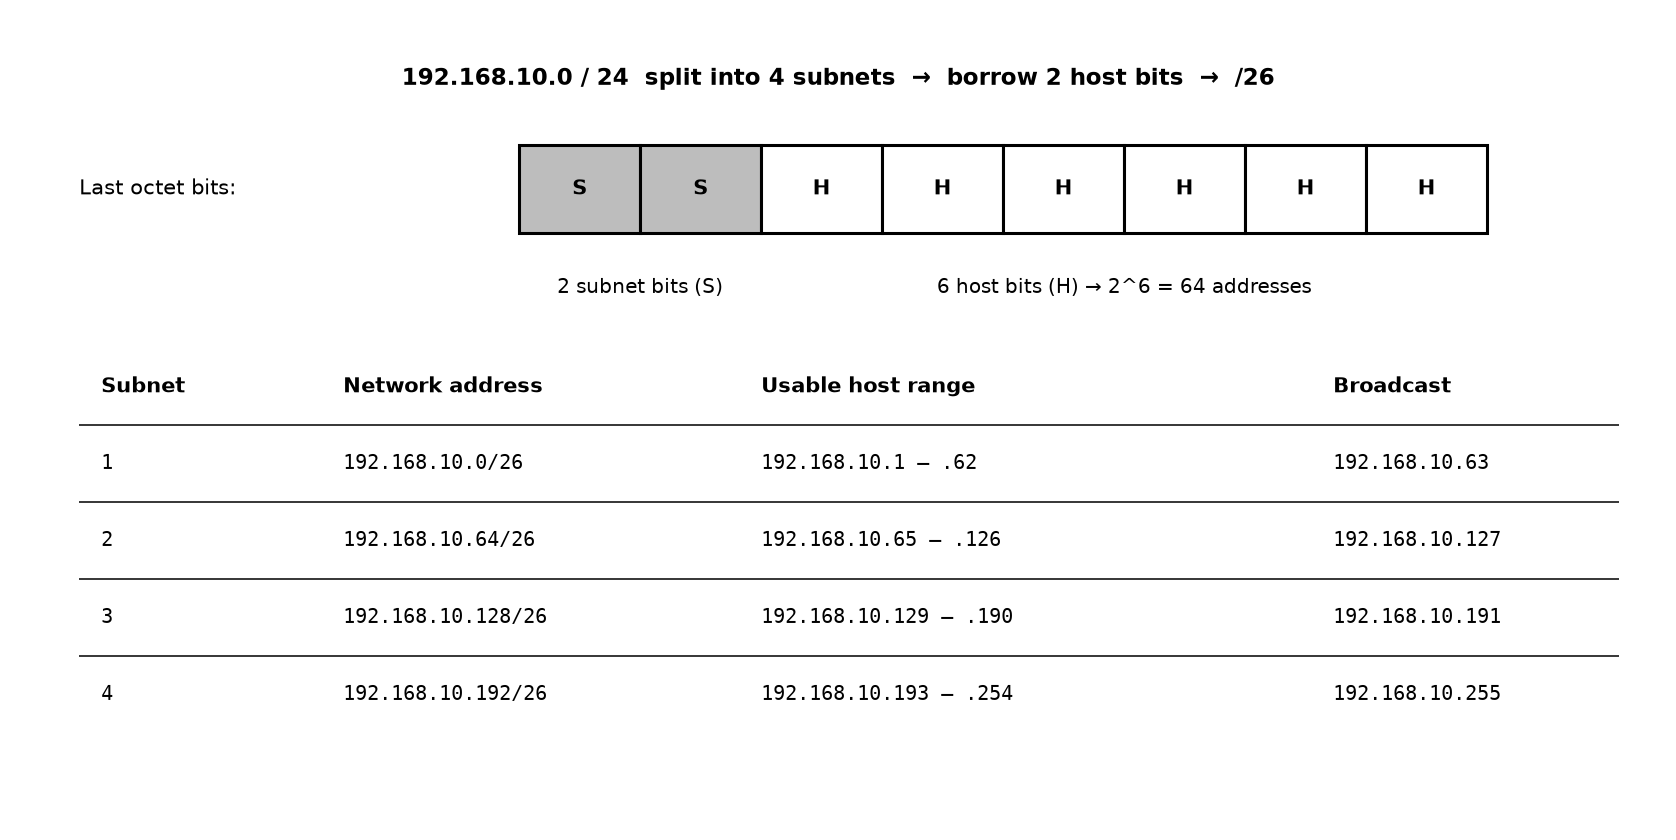 192.168.10.0 / 24 split into 4 subnets → borrow 2 host bits → /26
Last octet bits: S S H H H H H H
2 subnet bits (S) 6 host bits (H) → 2^6 = 64 addresses
Subnet Network address Usable host range Broadcast
1 192.168.10.0/26 192.168.10.1 – .62 192.168.10.63
2 192.168.10.64/26 192.168.10.65 – .126 192.168.10.127
3 192.168.10.128/26 192.168.10.129 – .190 192.168.10.191
4 192.168.10.192/26 192.168.10.193 – .254 192.168.10.255